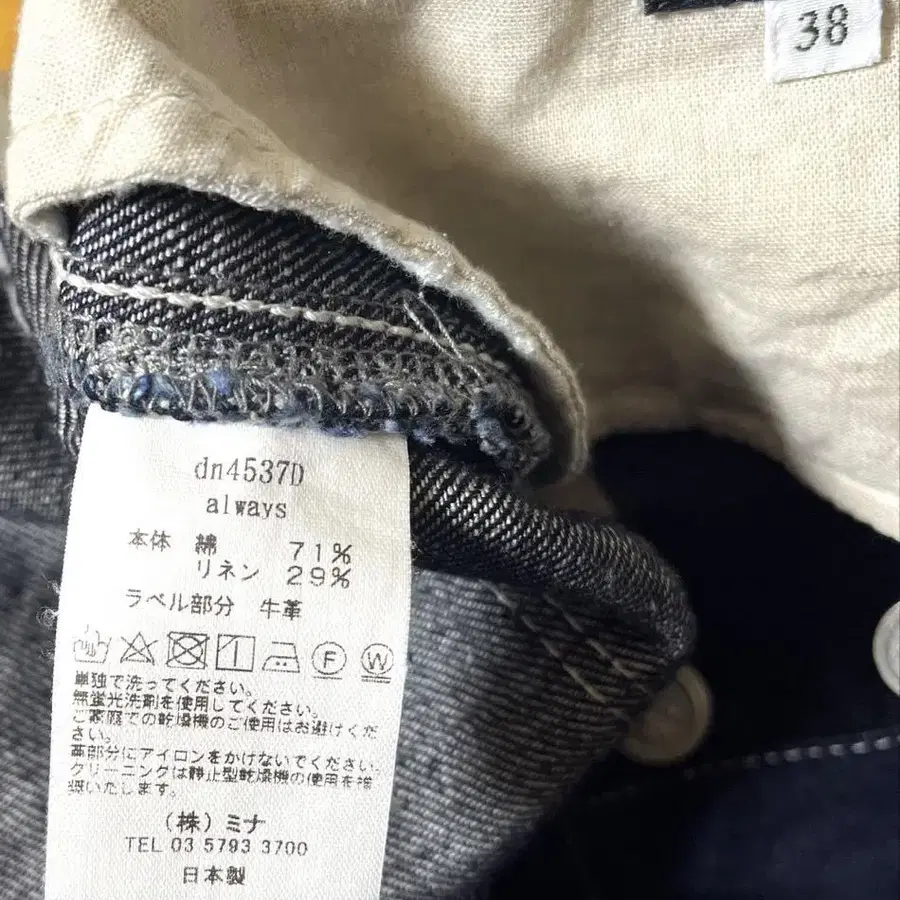 38
dn4537D
always
本体 綿 71%
リネン 29%
ラベル部分 牛革
F W
単独で洗ってください。
無蛍光洗剤を使用してください。
ご家庭での乾燥機のご使用はお避けくだ
さい。
革部分にアイロンをかけないでください。
クリーニングは静止型乾燥機の使用を推
奨いたします。
(株)ミナ
TEL 03 5793 3700
日本製